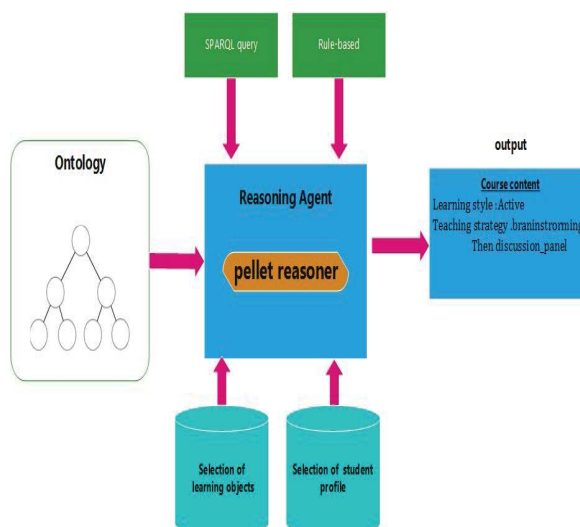 SPARQL query
Rule-based
Ontology
Reasoning Agent
pellet reasoner
output
Course content
Learning style :Active
Teaching strategy .braninstrorming
Then discussion_panel
Selection of
learning objects
Selection of student
profile